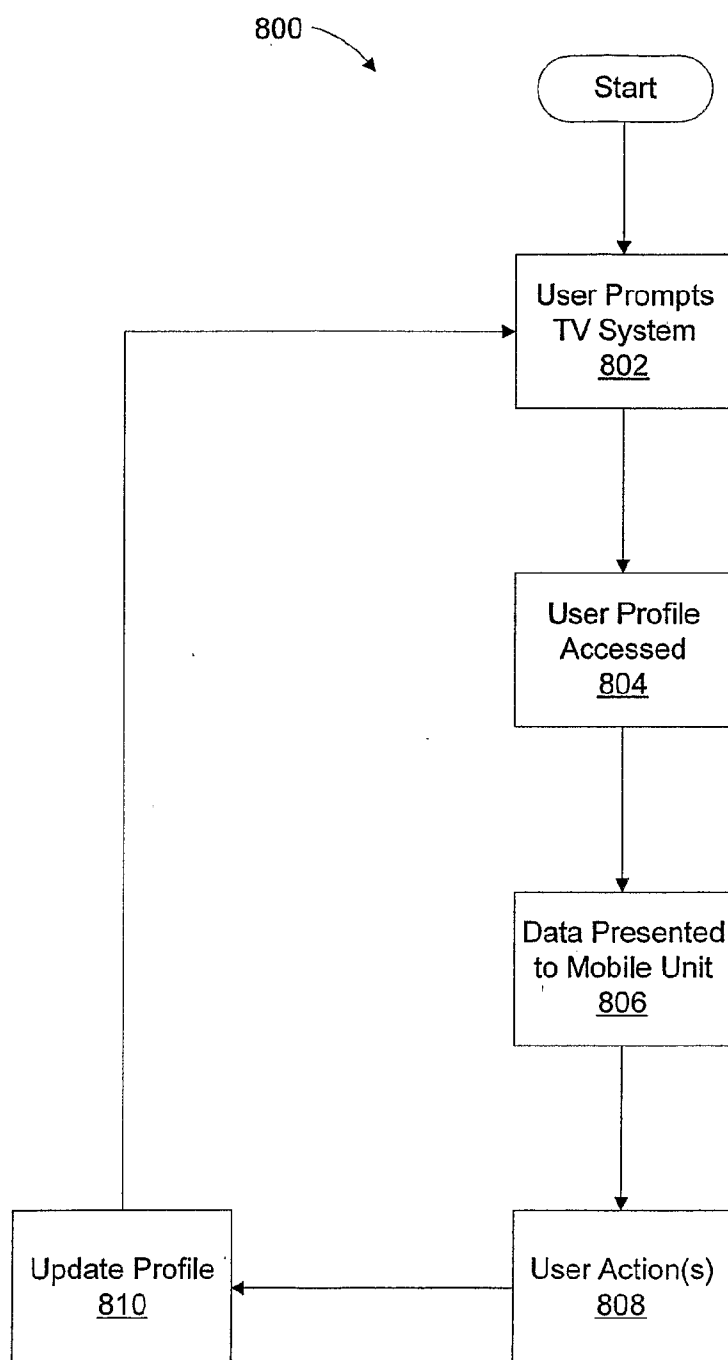 800
Start
User Prompts
TV System
802
User Profile
Accessed
804
Data Presented
to Mobile Unit
806
User Action(s)
808
Update Profile
810